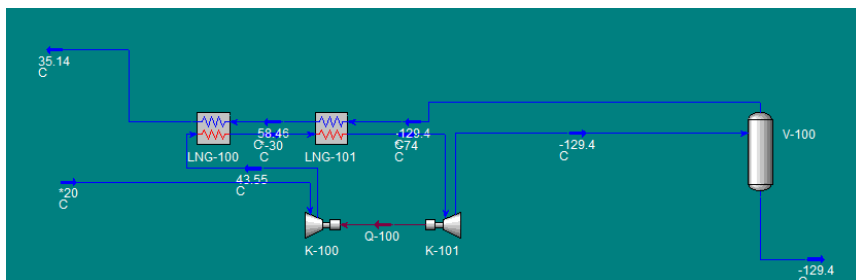 35.14
C
58.46
C
*-30
C
-129.4
C
-74
C
-129.4
C
V-100
LNG-100
LNG-101
43.55
C
*20
C
Q-100
K-100
K-101
-129.4